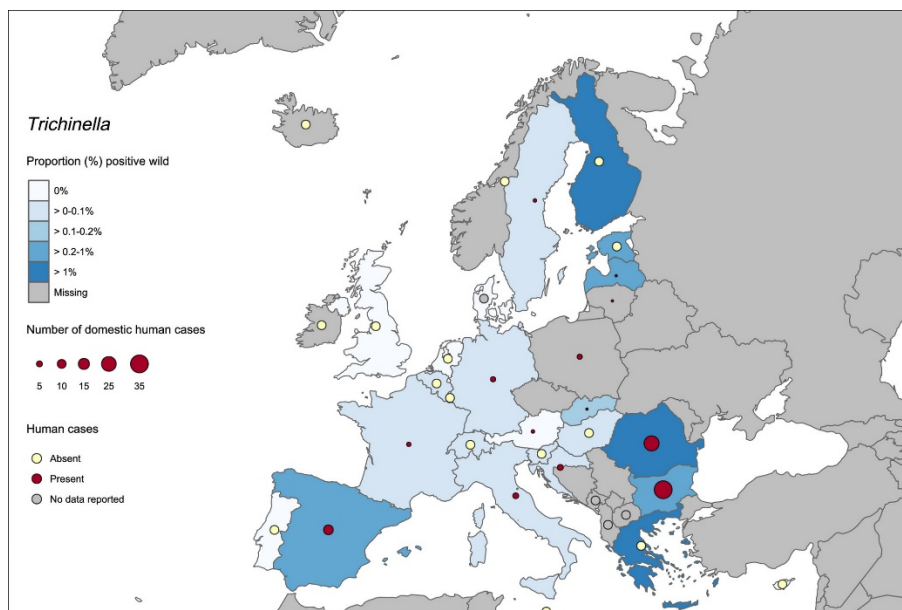 Trichinella
Proportion (%) positive wild
0%
> 0-0.1%
> 0.1-0.2%
> 0.2-1%
> 1%
Missing
Number of domestic human cases
5 10 15 25 35
Human cases
Absent
Present
No data reported